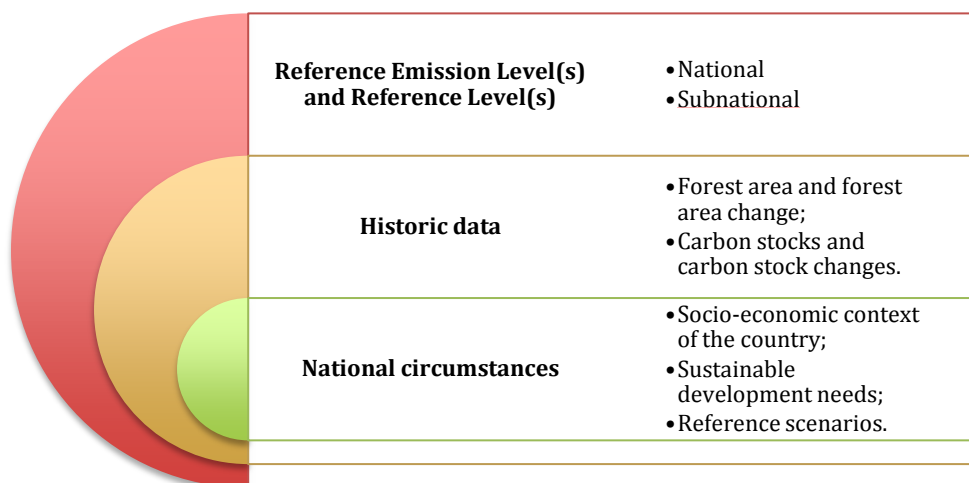 Reference Emission Level(s)
and Reference Level(s)
•National
•Subnational
Historic data
•Forest area and forest
area change;
•Carbon stocks and
carbon stock changes.
National circumstances
•Socio-economic context
of the country;
•Sustainable
development needs;
•Reference scenarios.